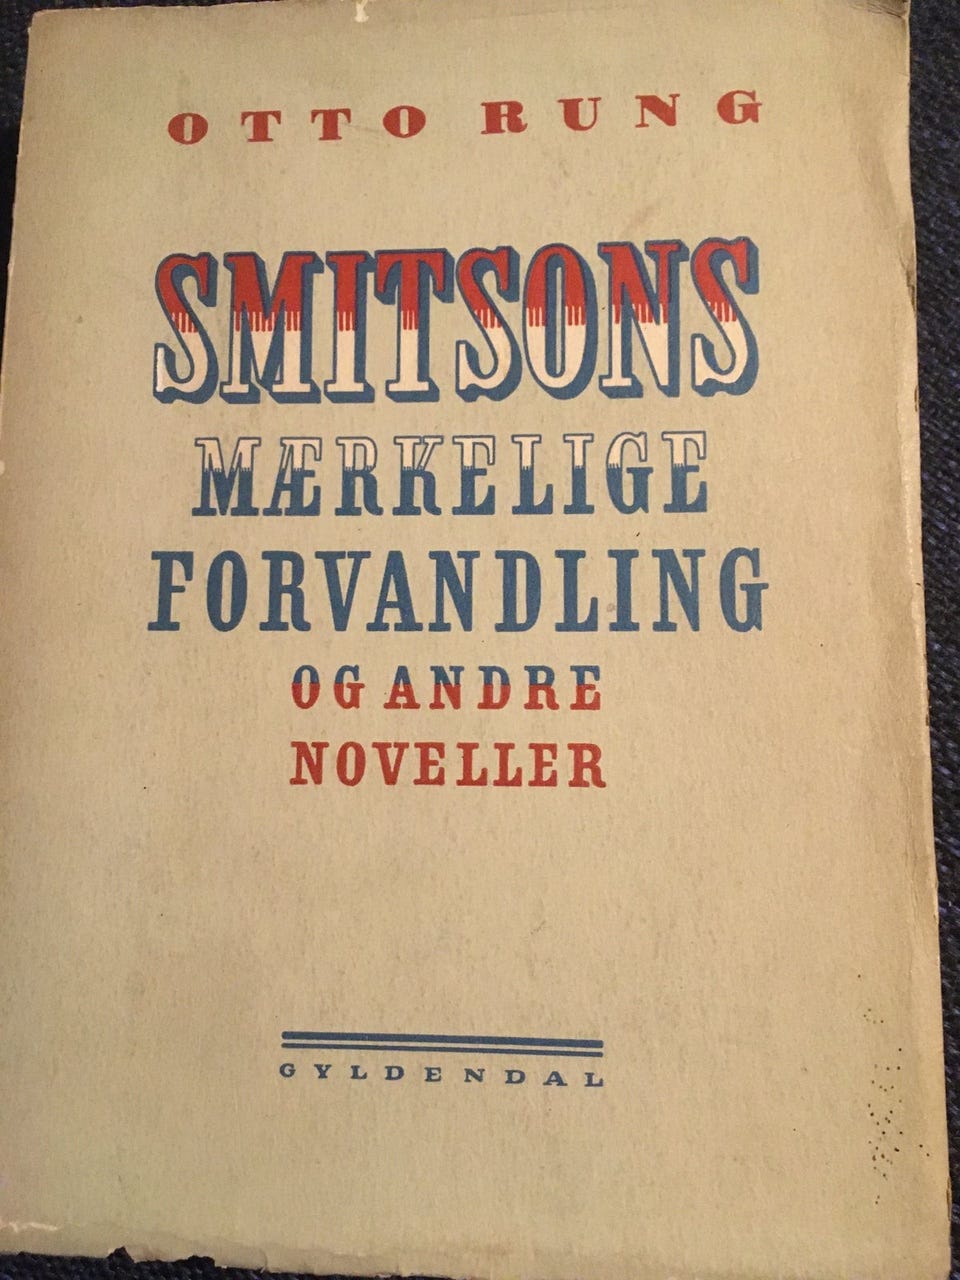 OTTO RUNG
SMITSONS
MÆRKELIGE
FORVANDLING
OG ANDRE
NOVELLER
GYLDENDAL